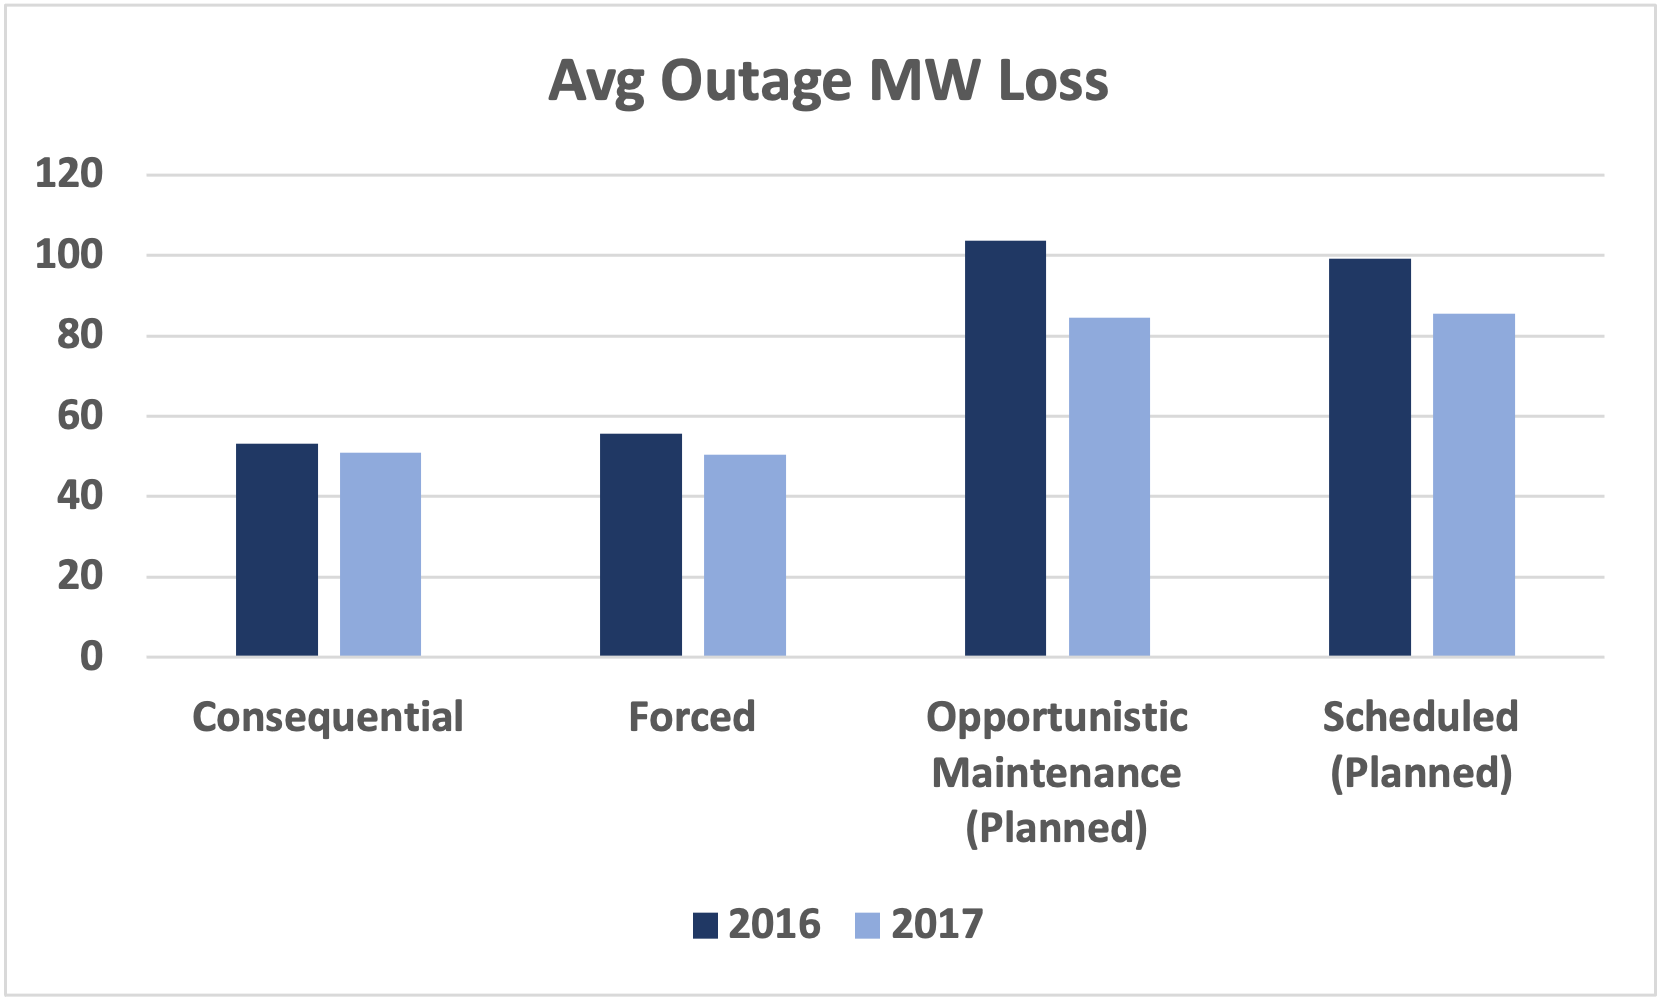 Avg Outage MW Loss
120
100
80
60
40
20
0
Consequential
Forced
Opportunistic
Maintenance
(Planned)
Scheduled
(Planned)
2016
2017